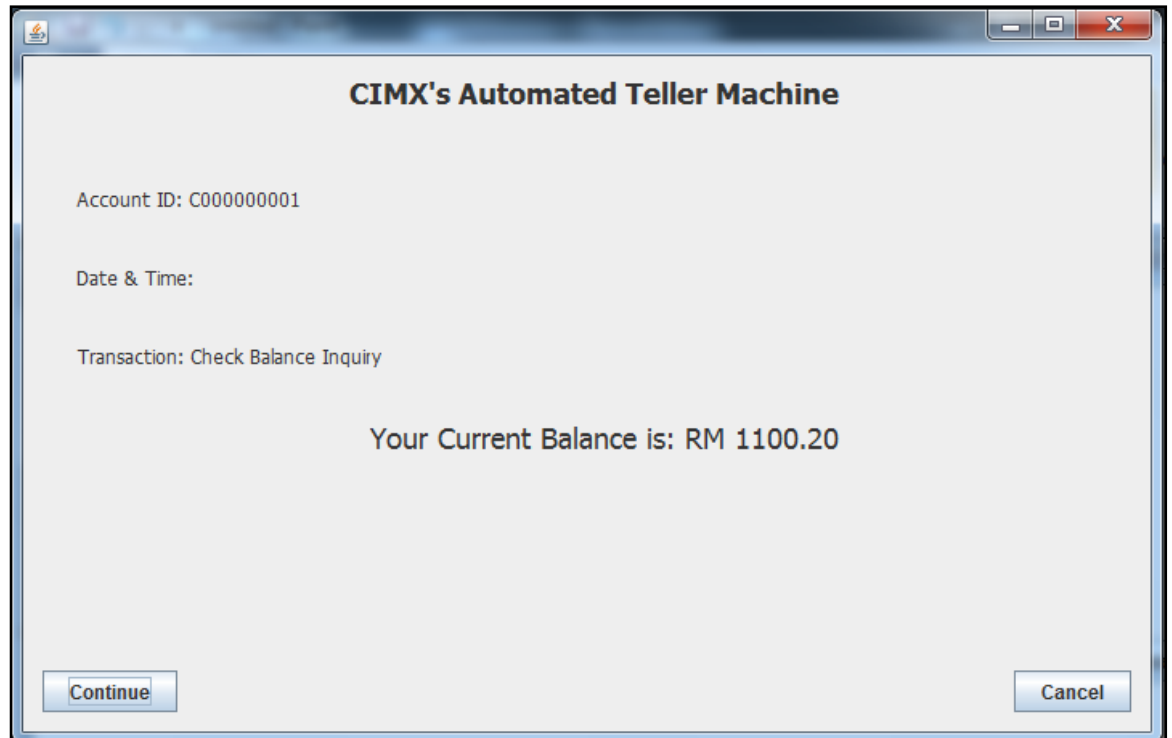 CIMX's Automated Teller Machine
Account ID: C000000001
Date & Time:
Transaction: Check Balance Inquiry
Your Current Balance is: RM 1100.20
Continue
Cancel